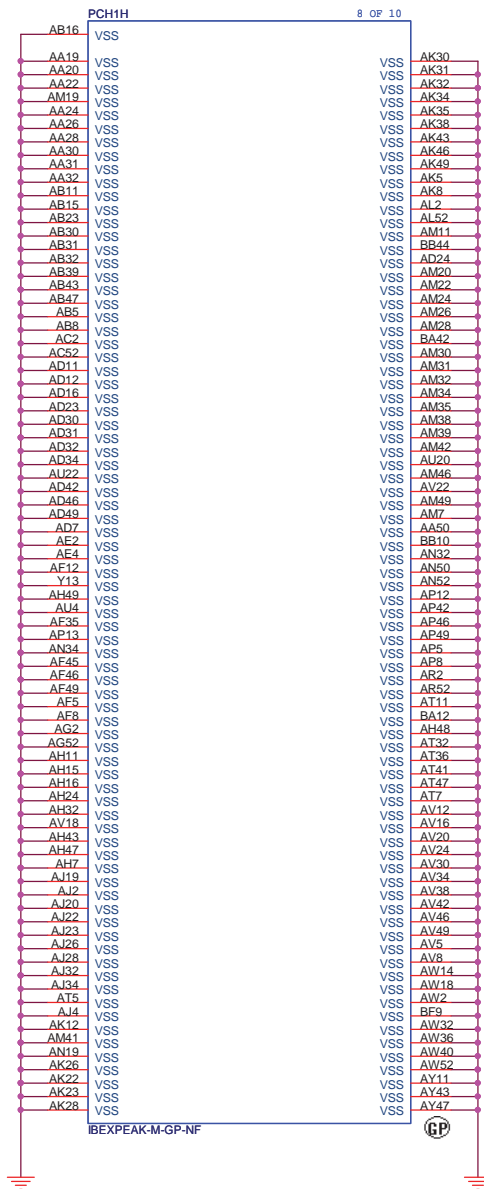 PCH1H 8 OF 10
AB16 VSS
AA19 VSS VSS AK30
AA20 VSS VSS AK31
AA22 VSS VSS AK32
AM19 VSS VSS AK34
AA24 VSS VSS AK35
AA26 VSS VSS AK38
AA28 VSS VSS AK43
AA30 VSS VSS AK46
AA31 VSS VSS AK49
AA32 VSS VSS AK5
AB11 VSS VSS AK8
AB15 VSS VSS AL2
AB23 VSS VSS AL52
AB30 VSS VSS AM11
AB31 VSS VSS BB44
AB32 VSS VSS AD24
AB39 VSS VSS AM20
AB43 VSS VSS AM22
AB47 VSS VSS AM24
AB5 VSS VSS AM26
AB8 VSS VSS AM28
AC2 VSS VSS BA42
AC52 VSS VSS AM30
AD11 VSS VSS AM31
AD12 VSS VSS AM32
AD16 VSS VSS AM34
AD23 VSS VSS AM35
AD30 VSS VSS AM38
AD31 VSS VSS AM39
AD32 VSS VSS AM42
AD34 VSS VSS AU20
AU22 VSS VSS AM46
AD42 VSS VSS AV22
AD46 VSS VSS AM49
AD49 VSS VSS AM7
AD7 VSS VSS AA50
AE2 VSS VSS BB10
AE4 VSS VSS AN32
AF12 VSS VSS AN50
Y13 VSS VSS AN52
AH49 VSS VSS AP12
AU4 VSS VSS AP42
AF35 VSS VSS AP46
AP13 VSS VSS AP49
AN34 VSS VSS AP5
AF45 VSS VSS AP8
AF46 VSS VSS AR2
AF49 VSS VSS AR52
AF5 VSS VSS AT11
AF8 VSS VSS BA12
AG2 VSS VSS AH48
AG52 VSS VSS AT32
AH11 VSS VSS AT36
AH15 VSS VSS AT41
AH16 VSS VSS AT47
AH24 VSS VSS AT7
AH32 VSS VSS AV12
AV18 VSS VSS AV16
AH43 VSS VSS AV20
AH47 VSS VSS AV24
AH7 VSS VSS AV30
AJ19 VSS VSS AV34
AJ2 VSS VSS AV38
AJ20 VSS VSS AV42
AJ22 VSS VSS AV46
AJ23 VSS VSS AV49
AJ26 VSS VSS AV5
AJ28 VSS VSS AV8
AJ32 VSS VSS AW14
AJ34 VSS VSS AW18
AT5 VSS VSS AW2
AJ4 VSS VSS BF9
AK12 VSS VSS AW32
AM41 VSS VSS AW36
AN19 VSS VSS AW40
AK26 VSS VSS AW52
AK22 VSS VSS AY11
AK23 VSS VSS AY43
AK28 VSS VSS AY47
IBEXPEAK-M-GP-NF GP